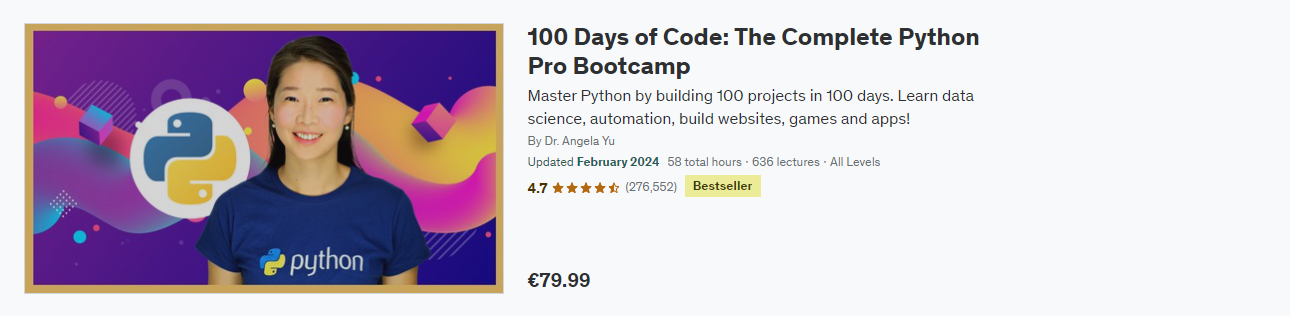 100 Days of Code: The Complete Python
Pro Bootcamp
Master Python by building 100 projects in 100 days. Learn data
science, automation, build websites, games and apps!
By Dr. Angela Yu
Updated February 2024 58 total hours · 636 lectures · All Levels
4.7 (276,552) Bestseller
python
€79.99